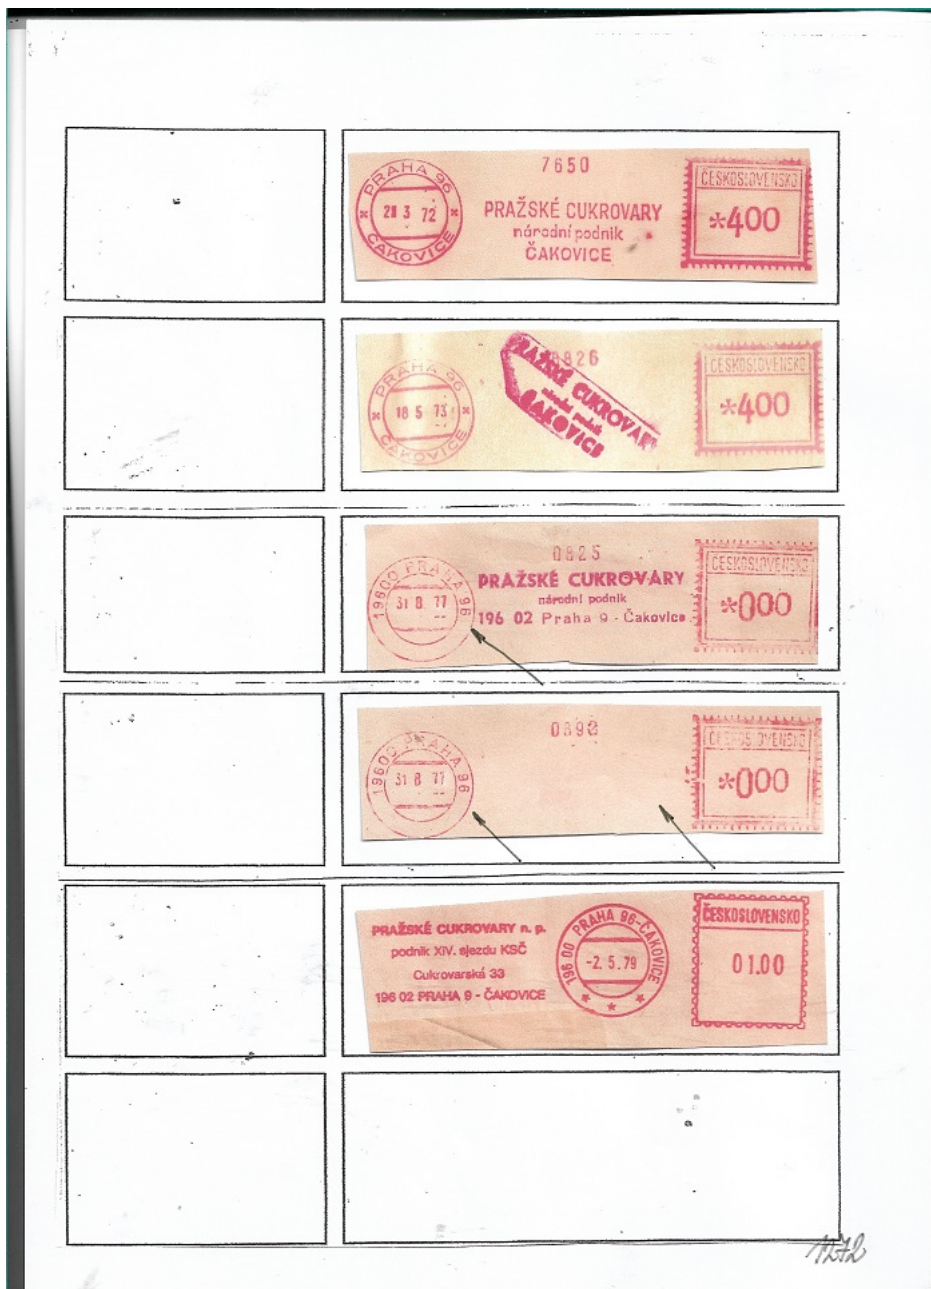 7650
PRAHA 96
ČAKOVICE
28 3 72
PRAŽSKÉ CUKROVARY
národní podnik
ČAKOVICE
ČESKOSLOVENSKO
*400
0826
PRAHA 96
ČAKOVICE
18 5 73
PRAŽSKÉ CUKROVARY
národní podnik
ČAKOVICE
ČESKOSLOVENSKO
*400
0825
19600 PRAHA 96
31 8 77
PRAŽSKÉ CUKROVARY
národní podnik
196 02 Praha 9 - Čakovice
ČESKOSLOVENSKO
*000
19600 PRAHA 96
31 8 77
ČESKOSLOVENSKO
*000
PRAŽSKÉ CUKROVARY n. p.
podnik XIV. sjezdu KSČ
Cukrovarská 33
196 02 PRAHA 9 - ČAKOVICE
196 00 PRAHA 96-ČAKOVICE
-2. 5. 79
ČESKOSLOVENSKO
01.00
1272